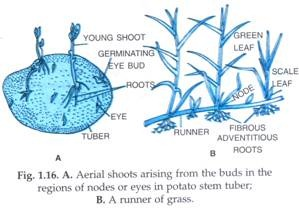 YOUNG SHOOT
GERMINATING
EYE BUD
ROOTS
EYE
TUBER
A
GREEN
LEAF
SCALE
LEAF
NODE
RUNNER
FIBROUS
ADVENTITIOUS
ROOTS
B
Fig. 1.16. A. Aerial shoots arising from the buds in the
regions of nodes or eyes in potato stem tuber;
B. A runner of grass.